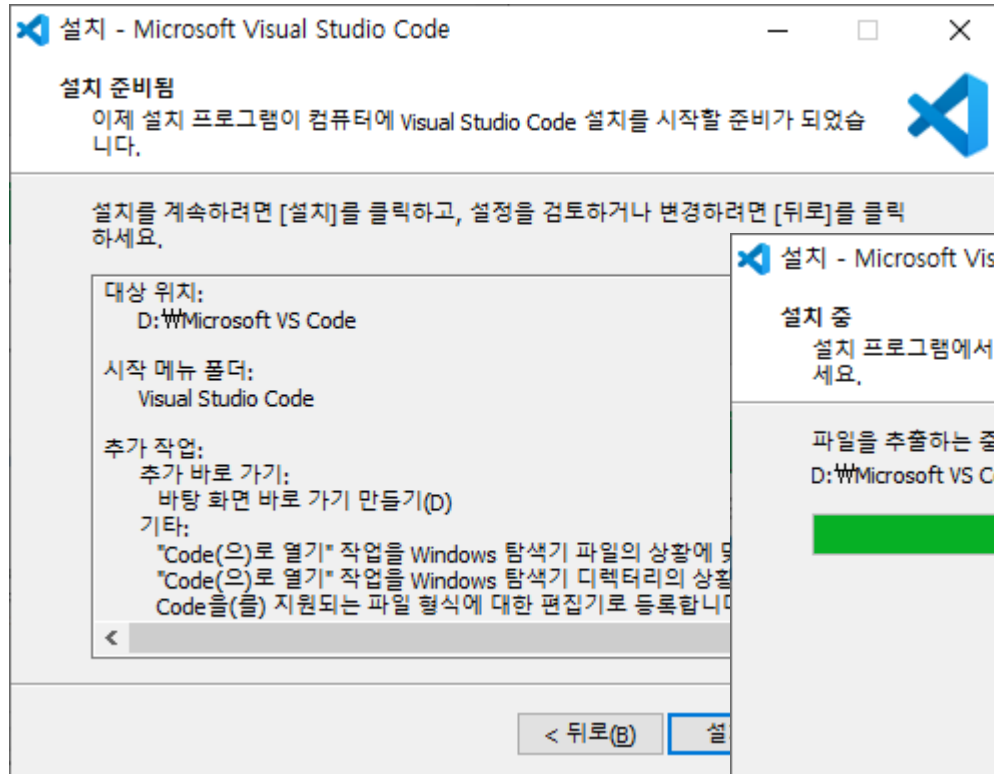 설치 - Microsoft Visual Studio Code
설치 준비됨
이제 설치 프로그램이 컴퓨터에 Visual Studio Code 설치를 시작할 준비가 되었습
니다.
설치를 계속하려면 [설치]를 클릭하고, 설정을 검토하거나 변경하려면 [뒤로]를 클릭
하세요.
대상 위치:
D:₩Microsoft VS Code
시작 메뉴 폴더:
Visual Studio Code
추가 작업:
추가 바로 가기:
바탕 화면 바로 가기 만들기(D)
기타:
"Code(으)로 열기" 작업을 Windows 탐색기 파일의 상황에
"Code(으)로 열기" 작업을 Windows 탐색기 디렉터리의
Code을(를) 지원되는 파일 형식에 대한 편집기로
< 뒤로(B)
설치 - Microsoft
설치 중
설치 프로그램에서
세요.
파일을 추출하는
D:₩Microsoft VS